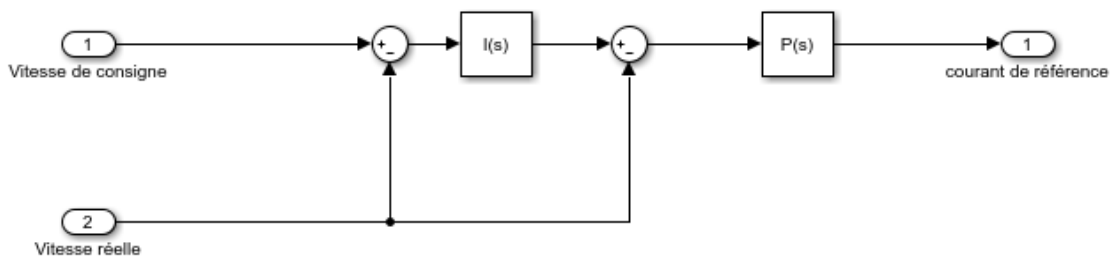 1
Vitesse de consigne
+
-
I(s)
+
-
P(s)
1
courant de référence
2
Vitesse réelle